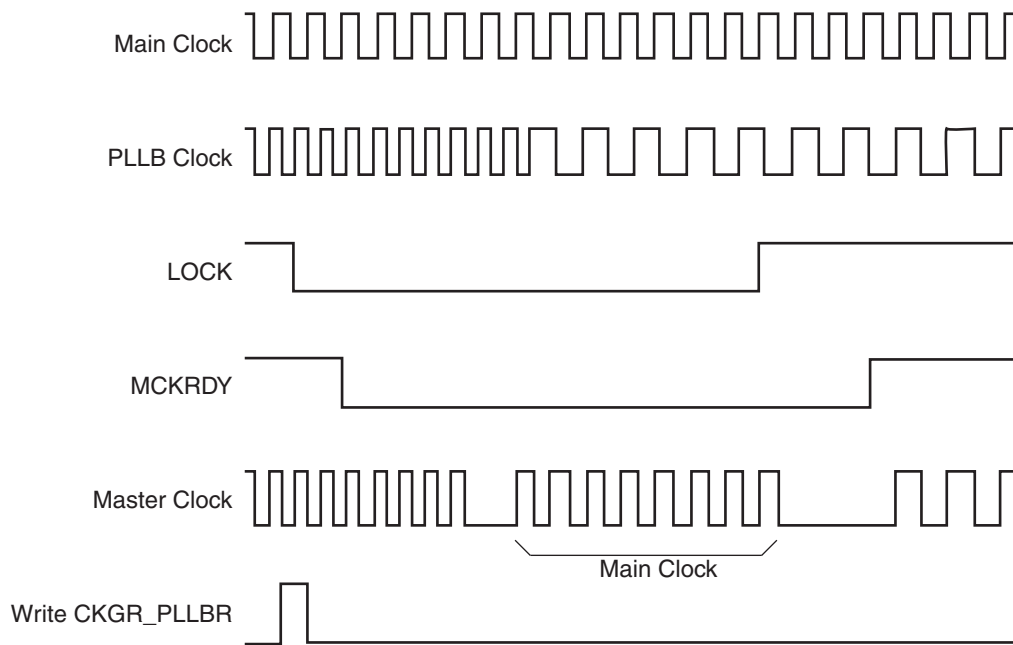 Main Clock
PLLB Clock
LOCK
MCKRDY
Master Clock
Main Clock
Write CKGR_PLLBR